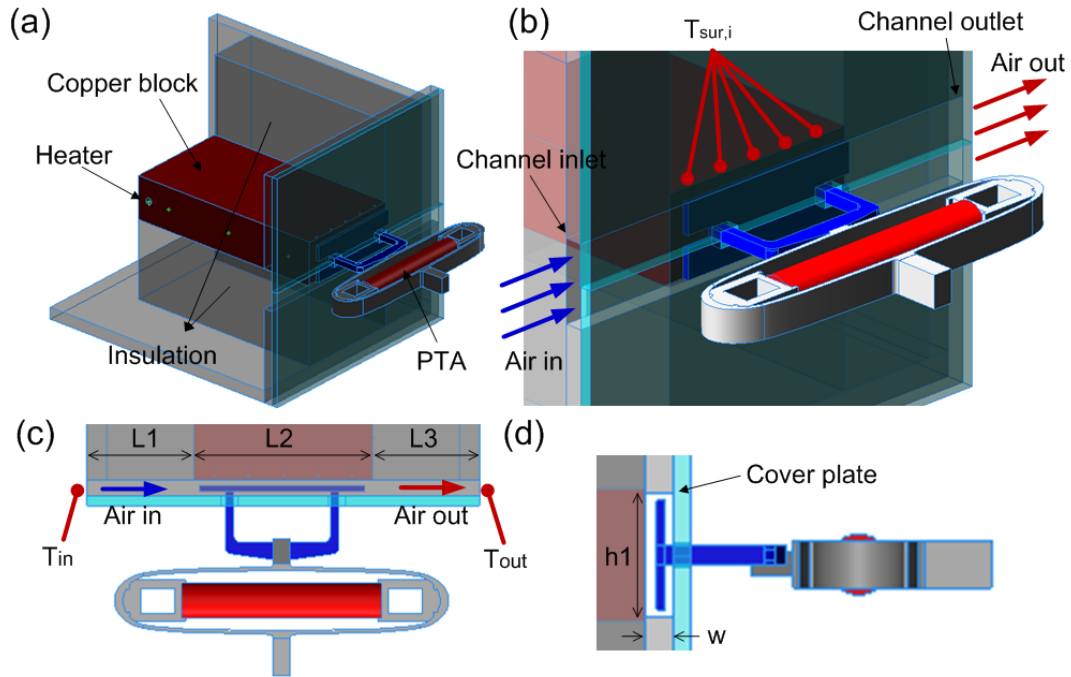 (a)
Copper block
Heater
Insulation
PTA
(b)
Tsur,i
Channel outlet
Air out
Channel inlet
Air in
(c)
L1
L2
L3
Air in
Air out
Tin
Tout
(d)
Cover plate
h1
w